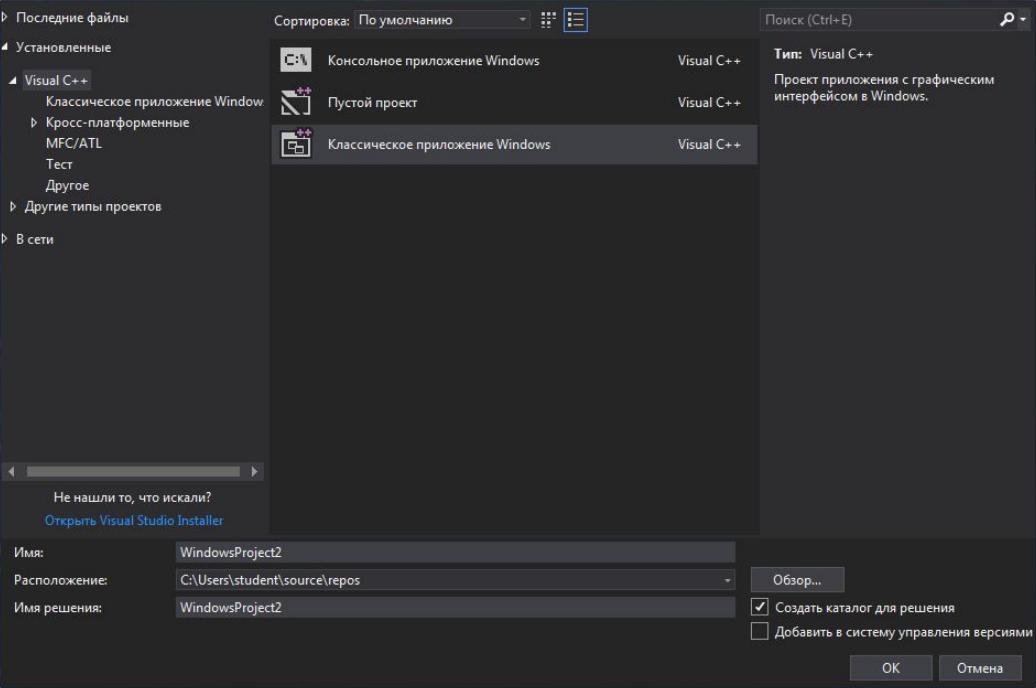 Последние файлы
Установленные
Visual C++
Классическое приложение Window
Кросс-платформенные
MFC/ATL
Тест
Другое
Другие типы проектов
В сети
Не нашли то, что искали?
Открыть Visual Studio Installer
Сортировка: По умолчанию
C:\
Консольное приложение Windows Visual C++
++
Пустой проект Visual C++
++
Классическое приложение Windows Visual C++
Поиск (Ctrl+E)
Тип: Visual C++
Проект приложения с графическим
интерфейсом в Windows.
Имя: WindowsProject2
Расположение: C:\Users\student\source\repos
Обзор...
Имя решения: WindowsProject2
Создать каталог для решения
Добавить в систему управления версиями
ОК Отмена